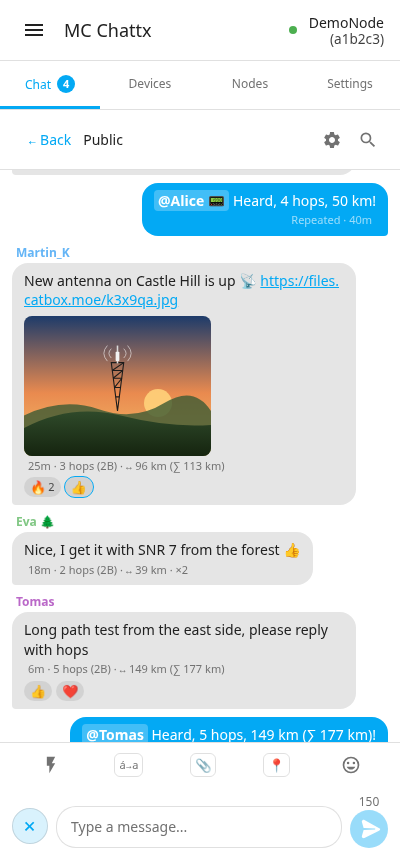 MC Chattx
DemoNode
(a1b2c3)
Chat 4
Devices
Nodes
Settings
←Back Public
@Alice 📟 Heard, 4 hops, 50 km!
Repeated · 40m
Martin_K
New antenna on Castle Hill is up 📡 https://files.
catbox.moe/k3x9qa.jpg
25m · 3 hops (2B) · ↔ 96 km (∑ 113 km)
🔥 2 👍
Eva 🌲
Nice, I get it with SNR 7 from the forest 👍
18m · 2 hops (2B) · ↔ 39 km · ×2
Tomas
Long path test from the east side, please reply
with hops
6m · 5 hops (2B) · ↔ 149 km (∑ 177 km)
👍 ❤️
@Tomas Heard, 5 hops, 149 km (∑ 177 km)!
á→a
150
Type a message...